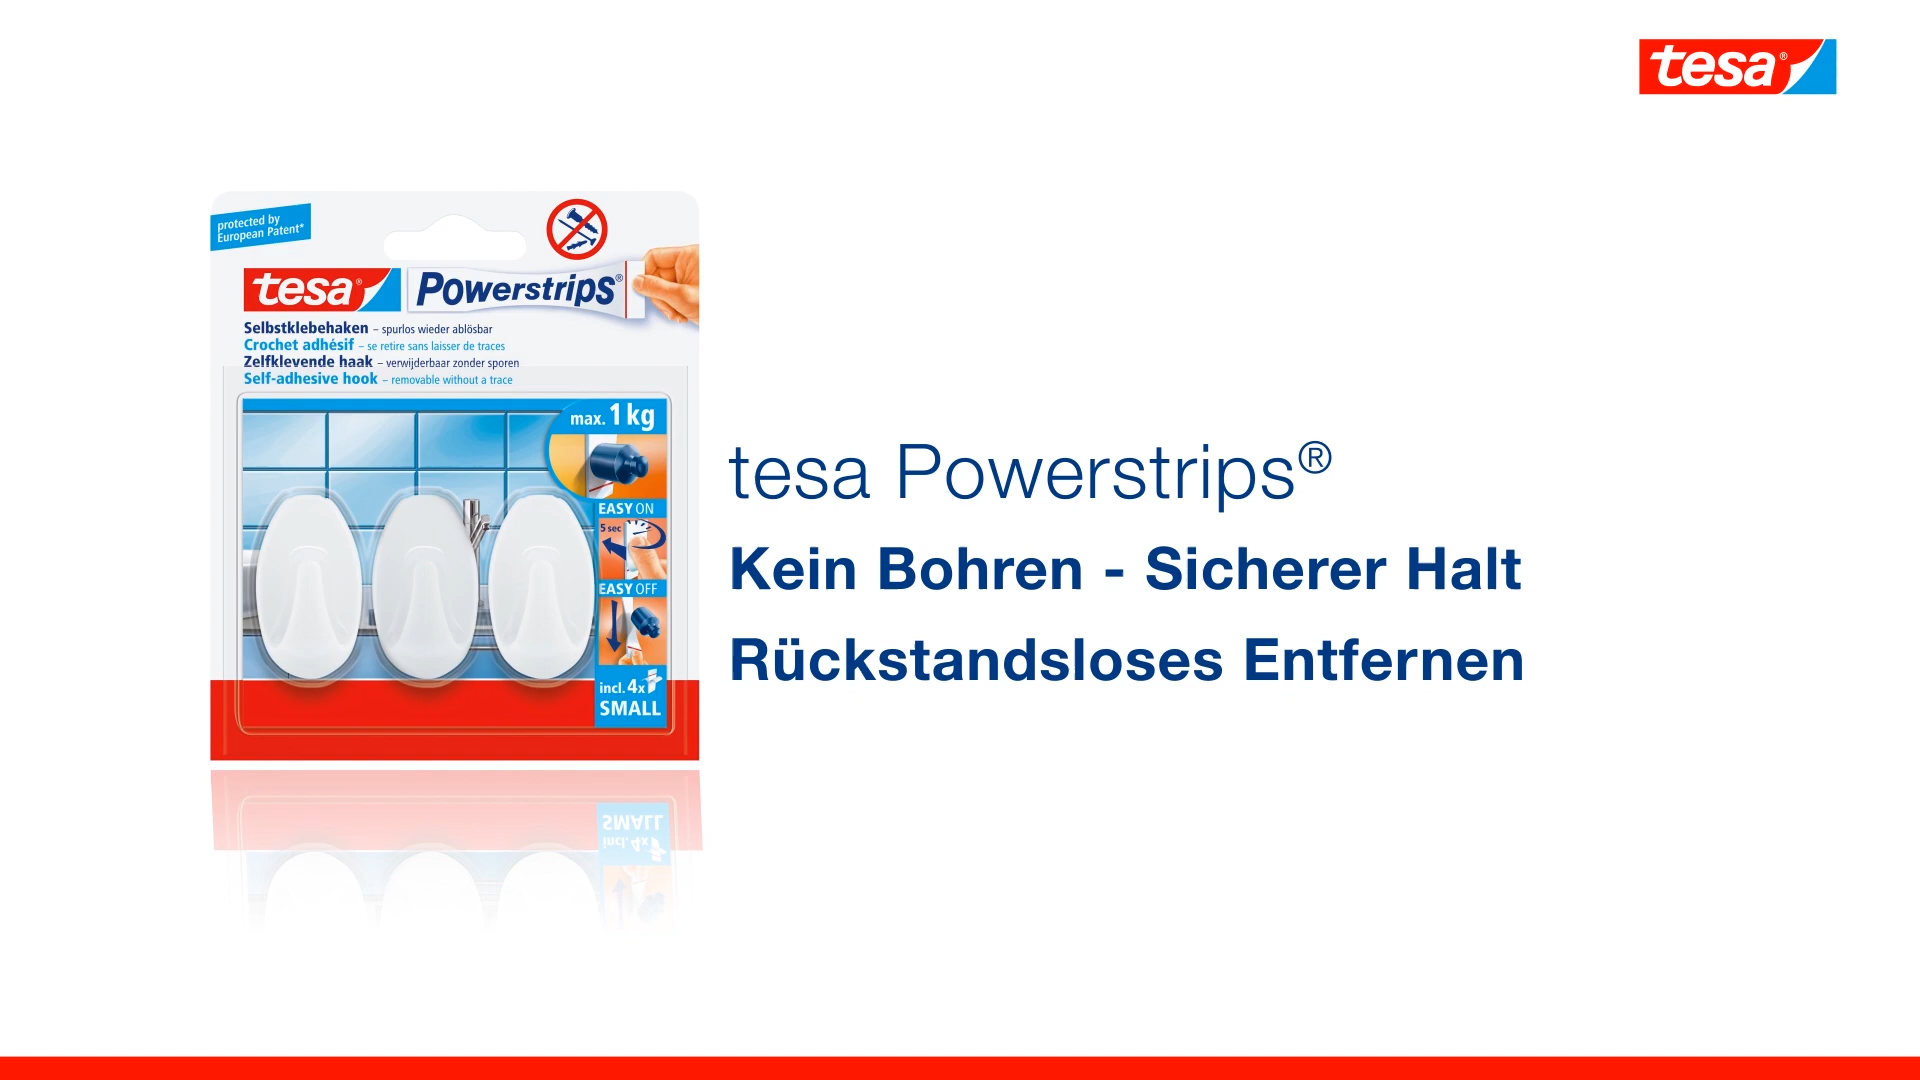 tesa®
protected by
European Patent*
tesa® Powerstrips®
Selbstklebehaken – spurlos wieder ablösbar
Crochet adhésif – se retire sans laisser de traces
Zelfklevende haak – verwijderbaar zonder sporen
Self-adhesive hook – removable without a trace
max. 1 kg
EASY ON
5 sec
EASY OFF
incl. 4x
SMALL
tesa Powerstrips®
Kein Bohren - Sicherer Halt
Rückstandsloses Entfernen